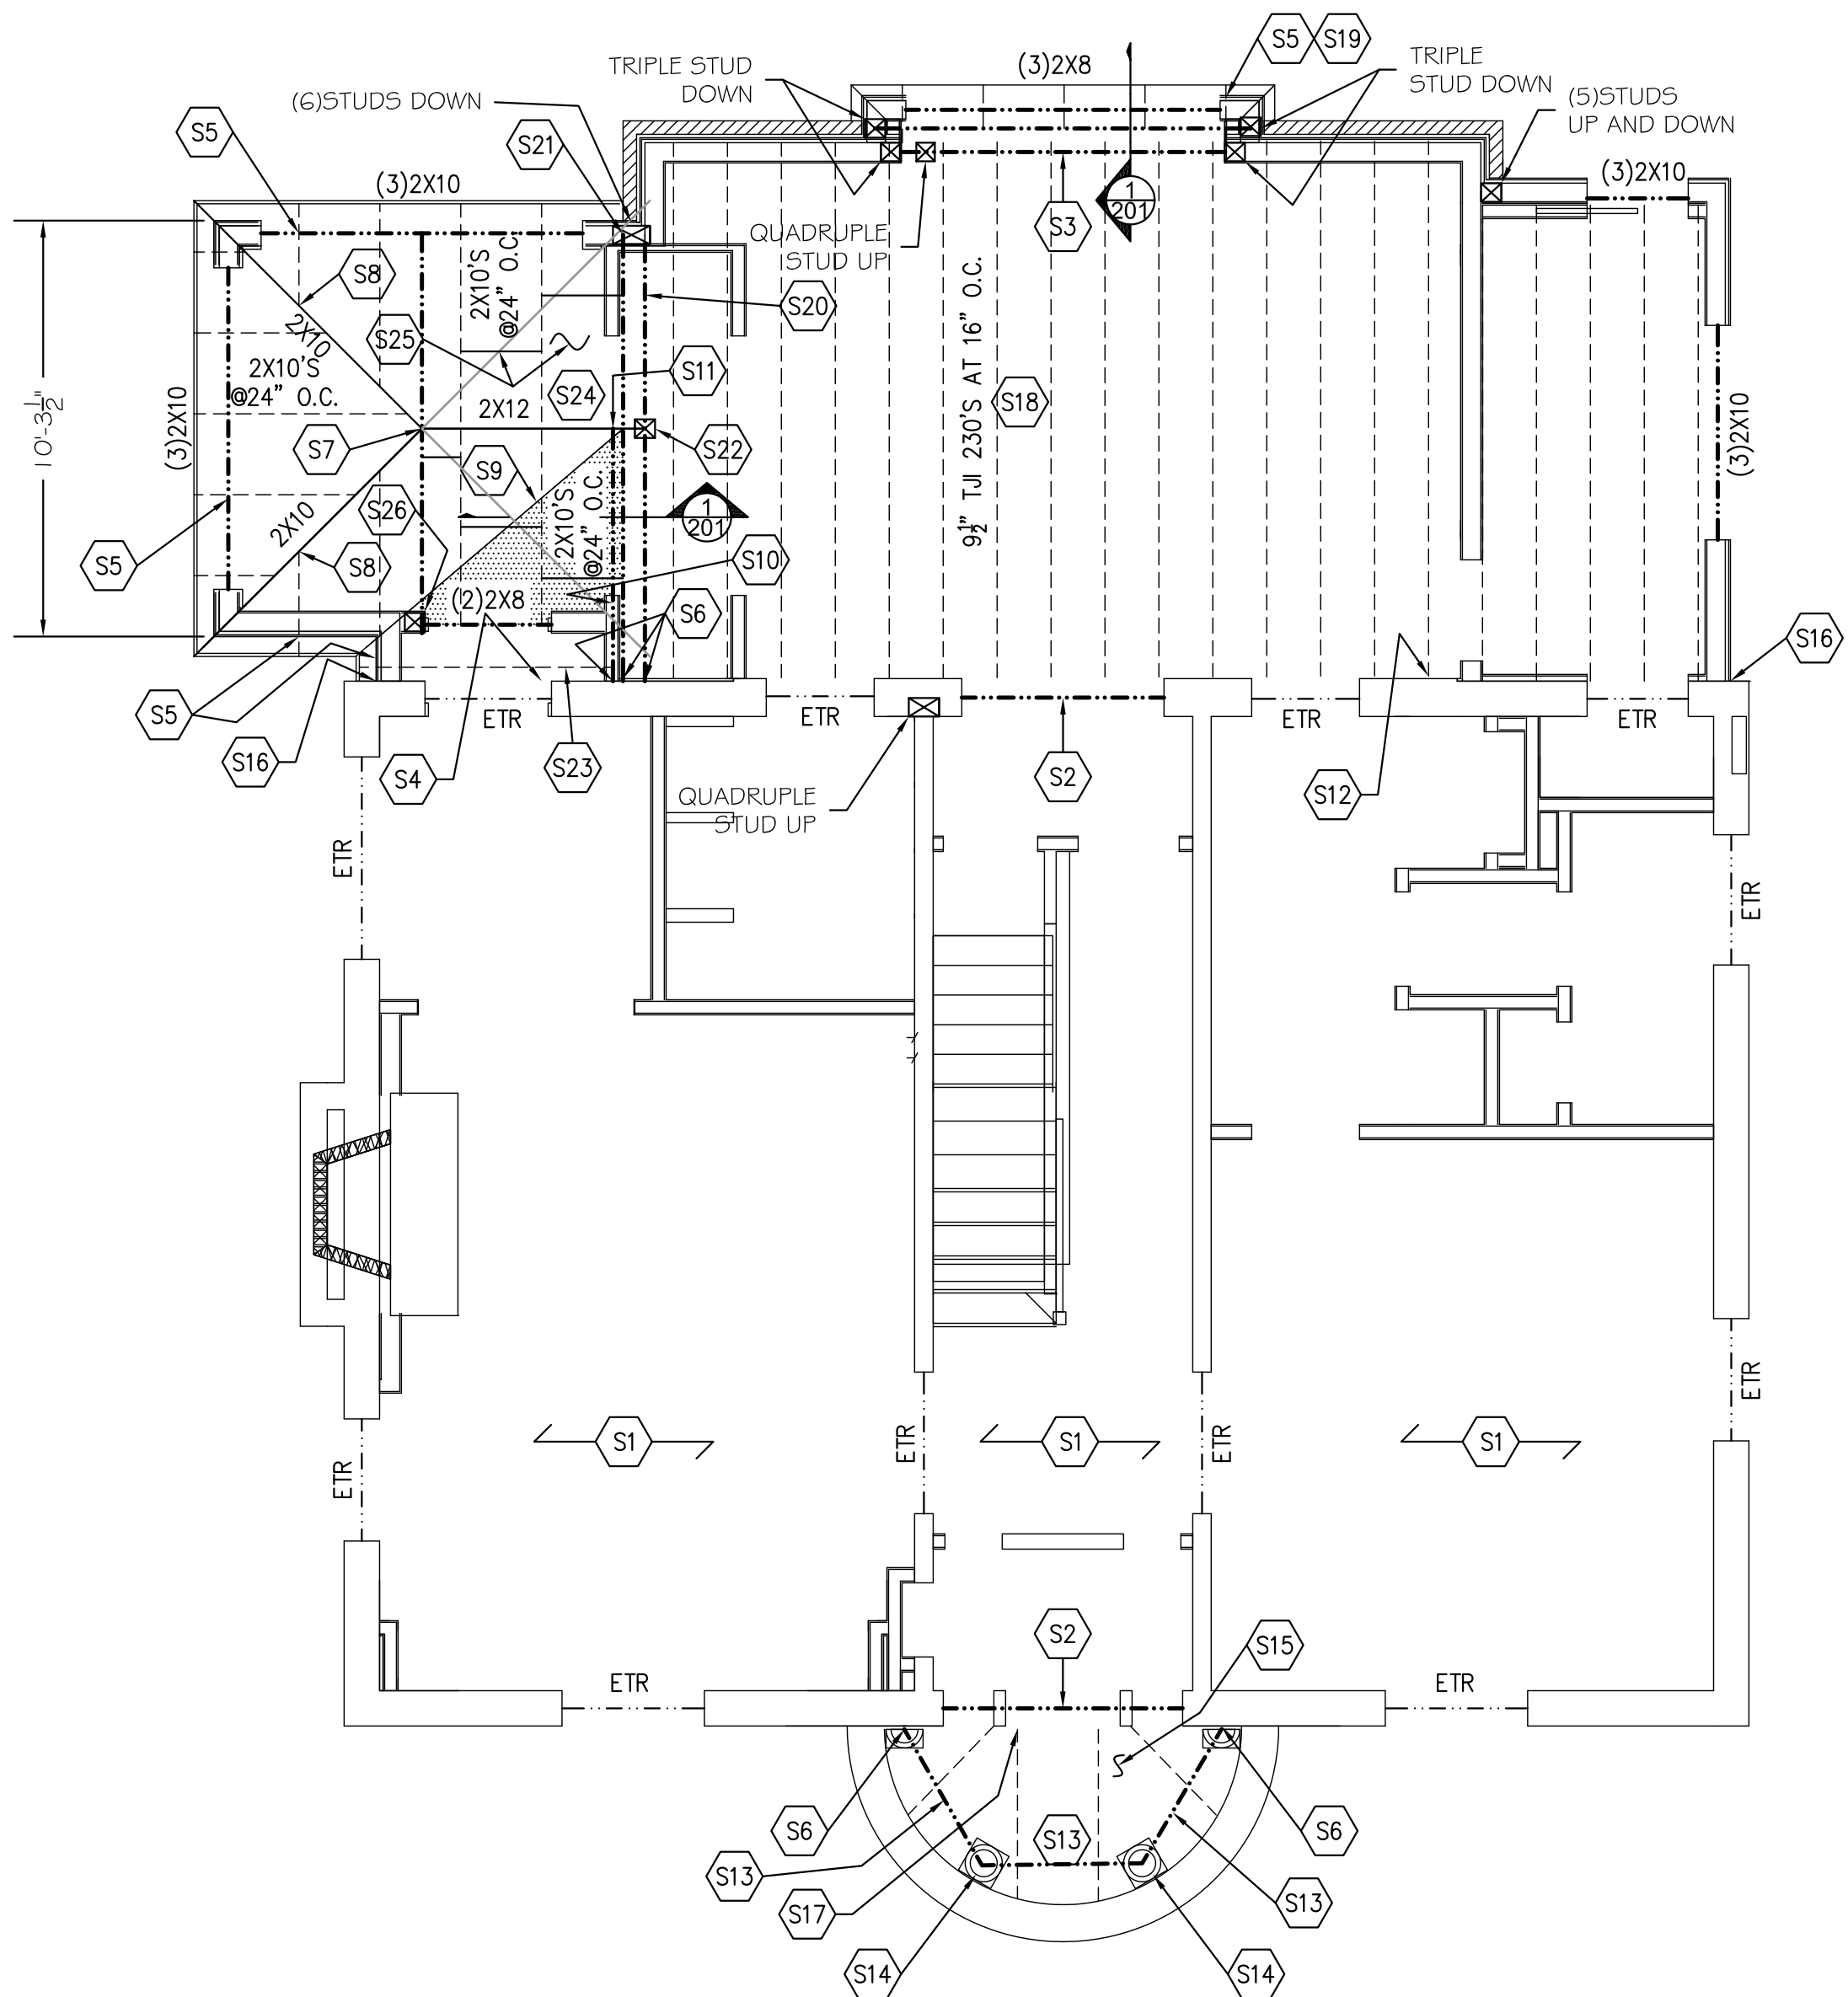 S5
S19
(3)2X8
TRIPLE STUD
DOWN
TRIPLE
STUD DOWN
(6)STUDS DOWN
(5)STUDS
UP AND DOWN
S5
S21
(3)2X10
(3)2X10
1
201
S3
QUADRUPLE
STUD UP
S8
2X10'S
@24" O.C.
S20
2X10
S25
2X10'S
@24" O.C.
S11
S24
S18
2X12
9 1/2" TJI 230'S AT 16" O.C.
10'-3 1/2"
(3)2X10
(3)2X10
S7
S22
S9
2X10'S
@24" O.C.
S26
1
201
2X10
S5
S8
S10
(2)2X8
S6
S16
S5
ETR
ETR
ETR
ETR
S16
S4
S23
S2
S12
QUADRUPLE
STUD UP
ETR
ETR
ETR
S1
S1
S1
ETR
ETR
ETR
S2
S15
ETR
ETR
S6
S13
S6
S13
S17
S13
S14
S14